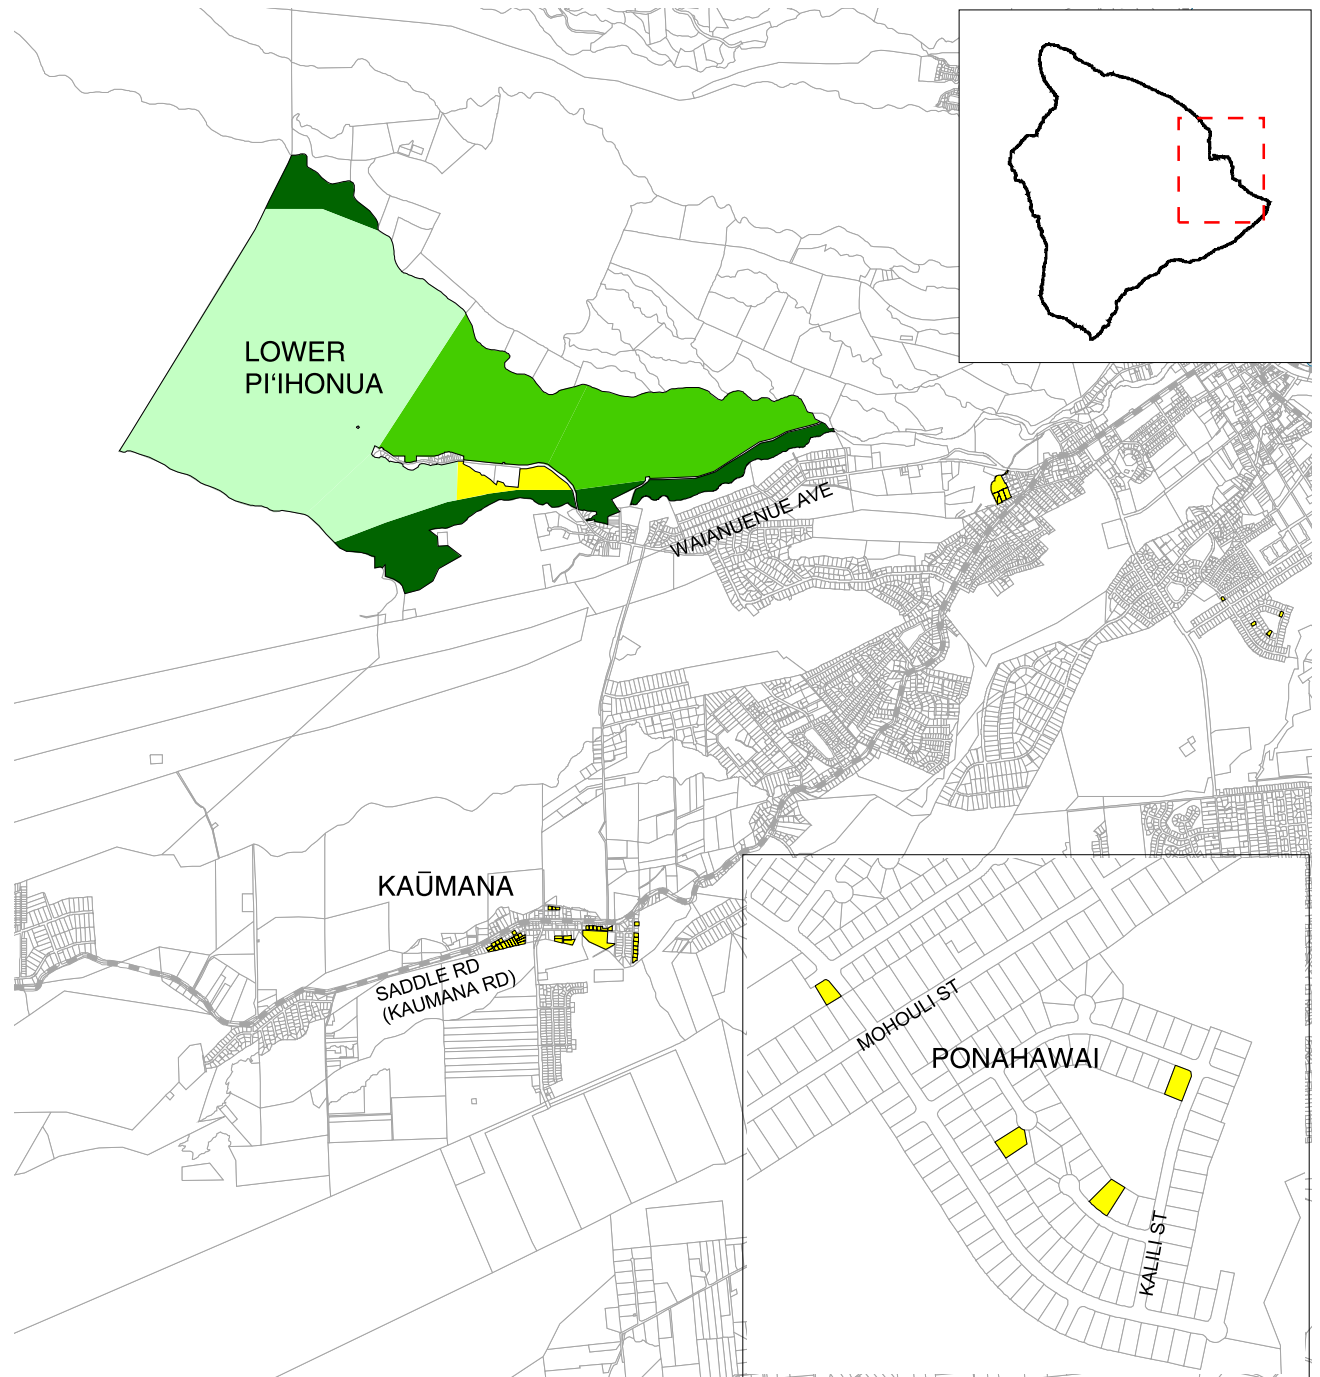 LOWER
PI‘IHONUA
WAIANUENUE AVE
KAŪMANA
SADDLE RD
(KAUMANA RD)
MOHOULI ST
PONAHAWAI
KALILI ST